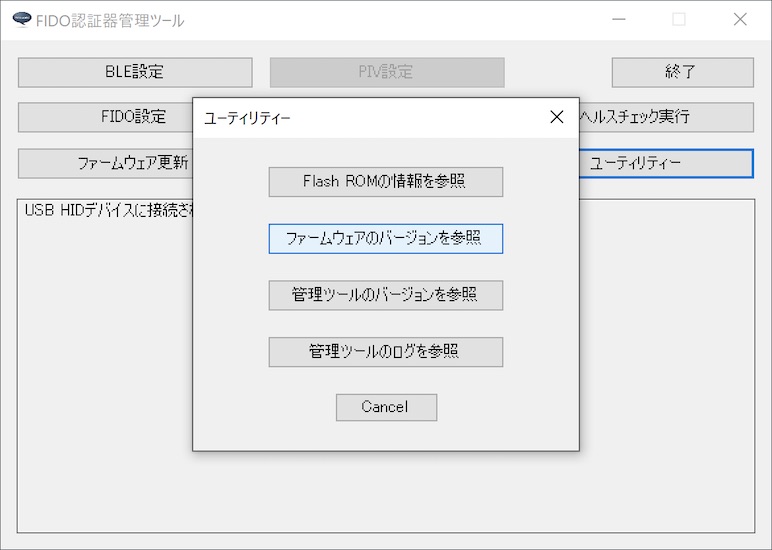 FIDO認証器管理ツール
BLE設定
PIV設定
終了
FIDO設定
ヘルスチェック実行
ファームウェア更新
ユーティリティー
USB HIDデバイスに接続され
ユーティリティー
Flash ROMの情報を参照
ファームウェアのバージョンを参照
管理ツールのバージョンを参照
管理ツールのログを参照
Cancel